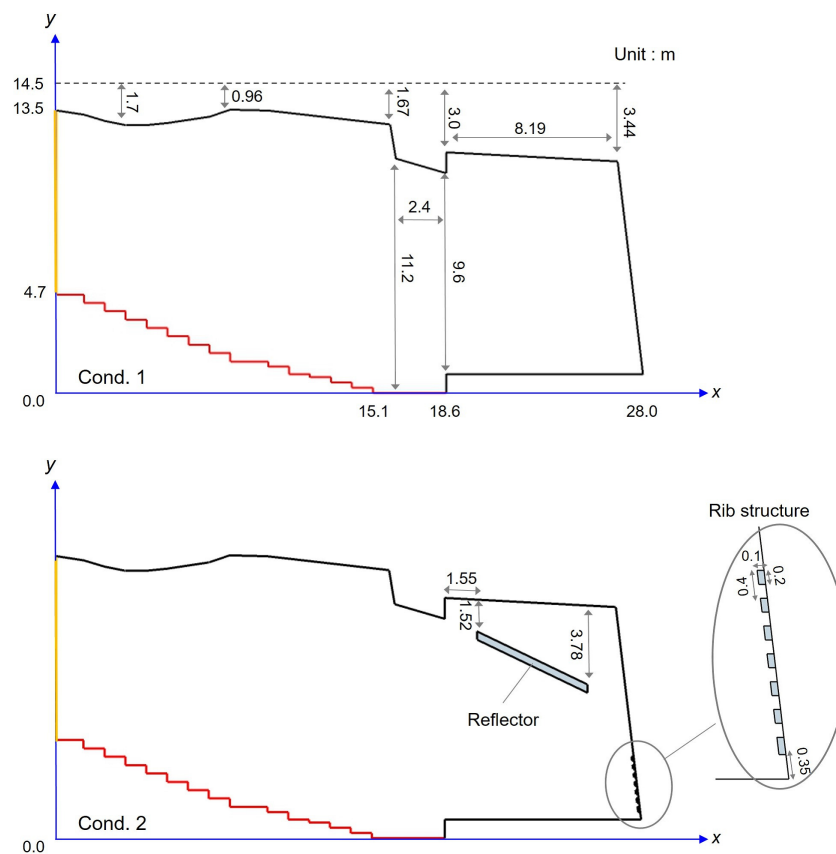 y
Unit : m
14.5
13.5
1.7
0.96
1.67
3.0
8.19
3.44
2.4
11.2
9.6
4.7
Cond. 1
0.0
x
15.1
18.6
28.0
y
Rib structure
0.1
0.2
0.4
1.55
1.52
3.78
Reflector
0.35
Cond. 2
0.0
x